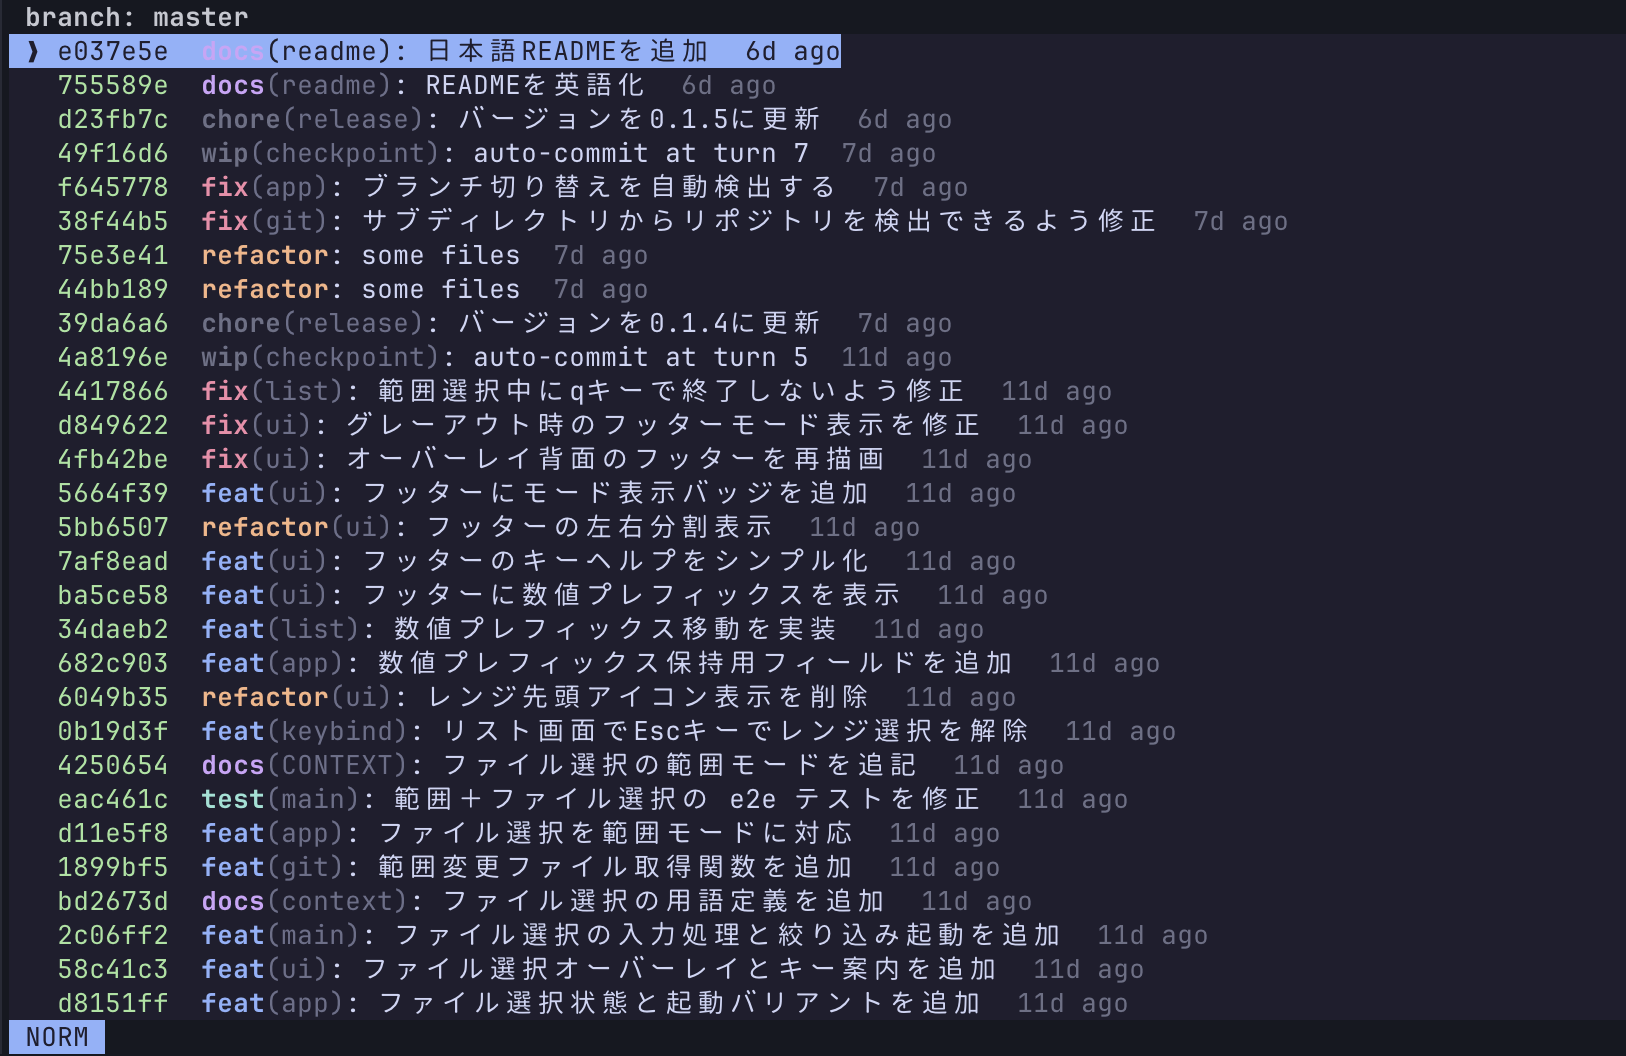 branch: master
❯ e037e5e docs(readme): 日本語READMEを追加 6d ago
755589e docs(readme): READMEを英語化 6d ago
d23fb7c chore(release): バージョンを0.1.5に更新 6d ago
49f16d6 wip(checkpoint): auto-commit at turn 7 7d ago
f645778 fix(app): ブランチ切り替えを自動検出する 7d ago
38f44b5 fix(git): サブディレクトリからリポジトリを検出できるよう修正 7d ago
75e3e41 refactor: some files 7d ago
44bb189 refactor: some files 7d ago
39da6a6 chore(release): バージョンを0.1.4に更新 7d ago
4a8196e wip(checkpoint): auto-commit at turn 5 11d ago
4417866 fix(list): 範囲選択中にqキーで終了しないよう修正 11d ago
d849622 fix(ui): グレーアウト時のフッターモード表示を修正 11d ago
4fb42be fix(ui): オーバーレイ背面のフッターを再描画 11d ago
5664f39 feat(ui): フッターにモード表示バッジを追加 11d ago
5bb6507 refactor(ui): フッターの左右分割表示 11d ago
7af8ead feat(ui): フッターのキーヘルプをシンプル化 11d ago
ba5ce58 feat(ui): フッターに数値プレフィックスを表示 11d ago
34daeb2 feat(list): 数値プレフィックス移動を実装 11d ago
682c903 feat(app): 数値プレフィックス保持用フィールドを追加 11d ago
6049b35 refactor(ui): レンジ先頭アイコン表示を削除 11d ago
0b19d3f feat(keybind): リスト画面でEscキーでレンジ選択を解除 11d ago
4250654 docs(CONTEXT): ファイル選択の範囲モードを追記 11d ago
eac461c test(main): 範囲＋ファイル選択の e2e テストを修正 11d ago
d11e5f8 feat(app): ファイル選択を範囲モードに対応 11d ago
1899bf5 feat(git): 範囲変更ファイル取得関数を追加 11d ago
bd2673d docs(context): ファイル選択の用語定義を追加 11d ago
2c06ff2 feat(main): ファイル選択の入力処理と絞り込み起動を追加 11d ago
58c41c3 feat(ui): ファイル選択オーバーレイとキー案内を追加 11d ago
d8151ff feat(app): ファイル選択状態と起動バリアントを追加 11d ago
NORM